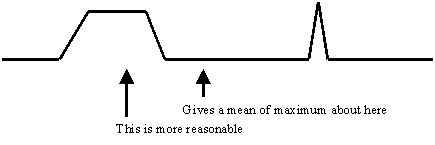 Gives a mean of maximum about here
This is more reasonable